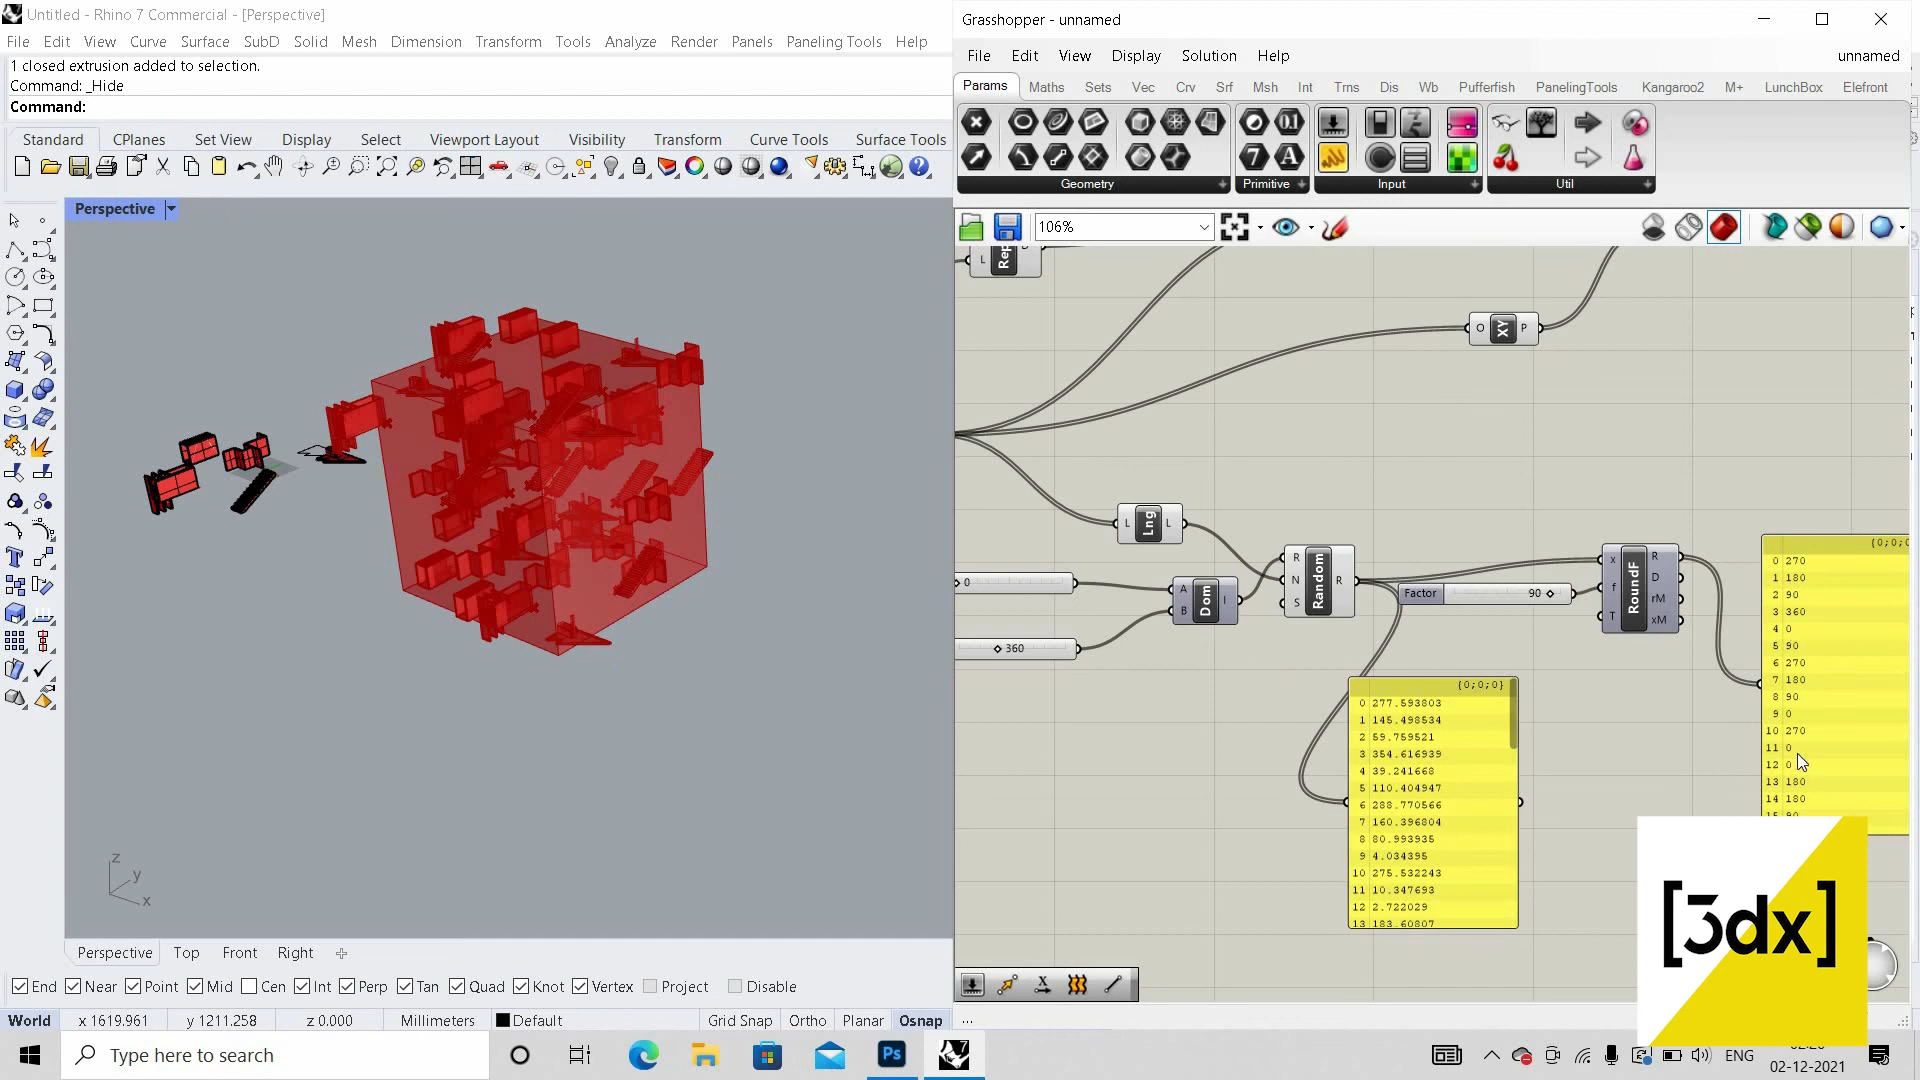 Untitled - Rhino 7 Commercial - [Perspective]
File Edit View Curve Surface SubD Solid Mesh Dimension Transform Tools Analyze Render Panels Paneling Tools Help
1 closed extrusion added to selection.
Command: _Hide
Command:
Standard CPlanes Set View Display Select Viewport Layout Visibility Transform Curve Tools Surface Tools
Perspective
z
y
x
Perspective Top Front Right
End Near Point Mid Cen Int Perp Tan Quad Knot Vertex Project Disable
World x 1619.961 y 1211.258 z 0.000 Millimeters Default Grid Snap Ortho Planar Osnap
Grasshopper - unnamed
File Edit View Display Solution Help unnamed
Params Maths Sets Vec Crv Srf Msh Int Trns Dis Wb Pufferfish PanelingTools Kangaroo2 M+ LunchBox Elefront
Geometry Primitive Input Util
106%
L
O XY P
L Lng L
0
360
A B Dom I
R N S Random R
Factor 90
x f T RoundF R D rM xM
{0;0;0}
0 277.593803
1 145.498534
2 59.759521
3 354.616939
4 39.241668
5 110.404947
6 288.770566
7 160.396804
8 80.993935
9 4.034395
10 275.532243
11 10.347693
12 2.722029
13 183.60807
0 270
1 180
2 90
3 360
4 0
5 90
6 270
7 180
8 90
9 0
10 270
11 0
12 0
13 180
14 180
[3dx]
...
Type here to search
Ps
ENG
02-12-2021